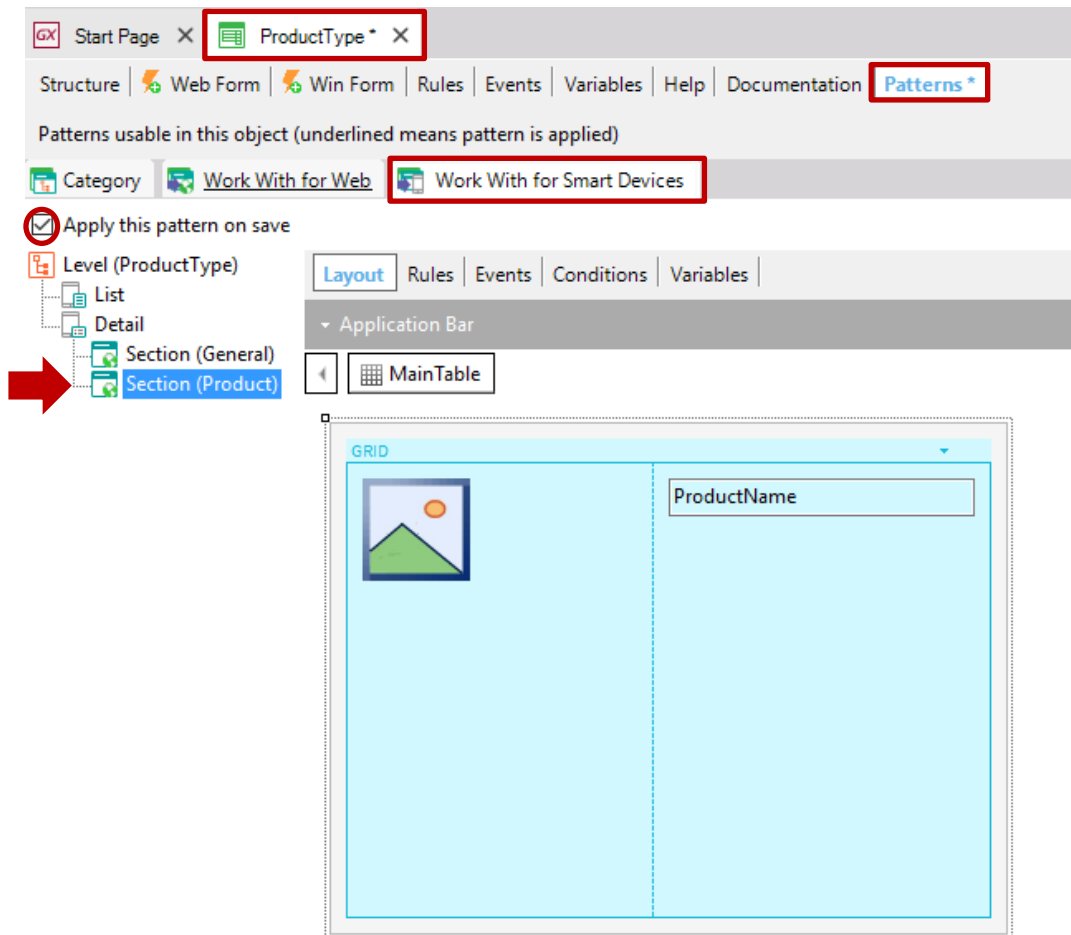 GX Start Page ProductType *
Structure Web Form Win Form Rules Events Variables Help Documentation Patterns *
Patterns usable in this object (underlined means pattern is applied)
Category Work With for Web Work With for Smart Devices
Apply this pattern on save
Level (ProductType)
List
Detail
Section (General)
Section (Product)
Layout Rules Events Conditions Variables
Application Bar
MainTable
GRID
ProductName